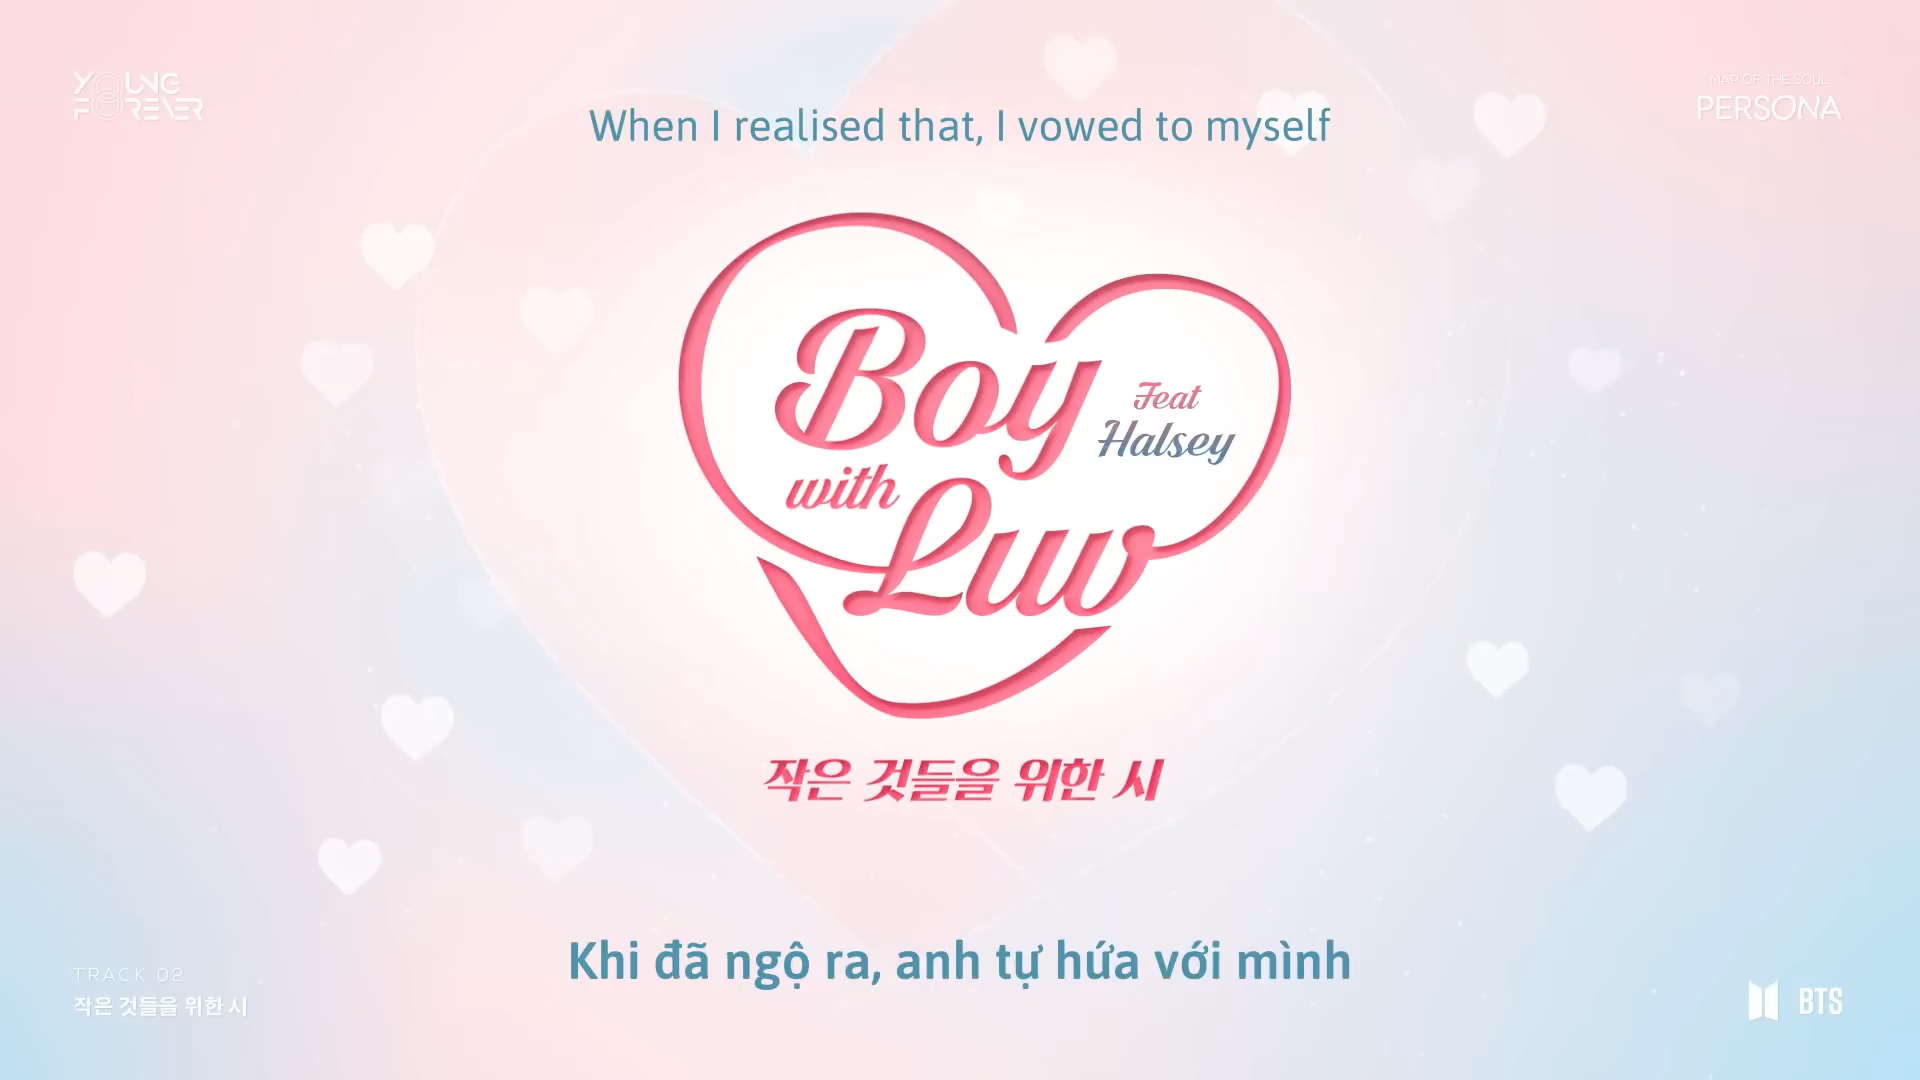 YOUNG
FOREVER
MAP OF THE SOUL
PERSONA
When I realised that, I vowed to myself
Boy
Feat
Halsey
with
Luv
작은 것들을 위한 시
Khi đã ngộ ra, anh tự hứa với mình
TRACK 02
작은 것들을 위한 시
BTS